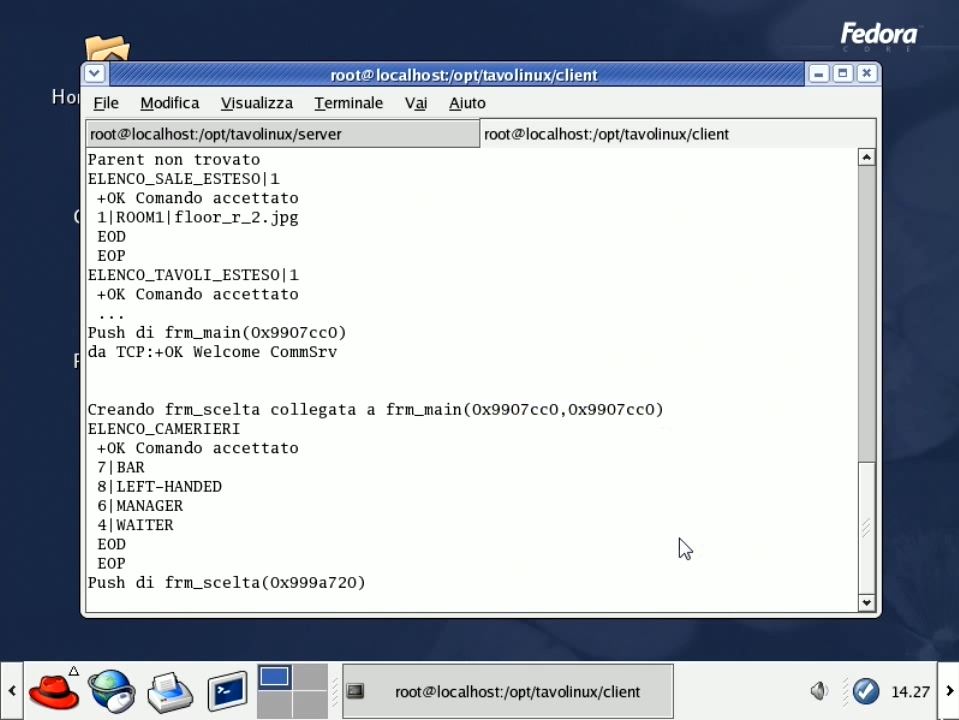 Fedora
CORE
root@localhost:/opt/tavolinux/client
File Modifica Visualizza Terminale Vai Aiuto
root@localhost:/opt/tavolinux/server
root@localhost:/opt/tavolinux/client
Parent non trovato
ELENCO_SALE_ESTESO|1
+OK Comando accettato
1|ROOM1|floor_r_2.jpg
EOD
EOP
ELENCO_TAVOLI_ESTESO|1
+OK Comando accettato
...
Push di frm_main(0x9907cc0)
da TCP:+OK Welcome CommSrv
Creando frm_scelta collegata a frm_main(0x9907cc0,0x9907cc0)
ELENCO_CAMERIERI
+OK Comando accettato
7|BAR
8|LEFT-HANDED
6|MANAGER
4|WAITER
EOD
EOP
Push di frm_scelta(0x999a720)
root@localhost:/opt/tavolinux/client
14.27